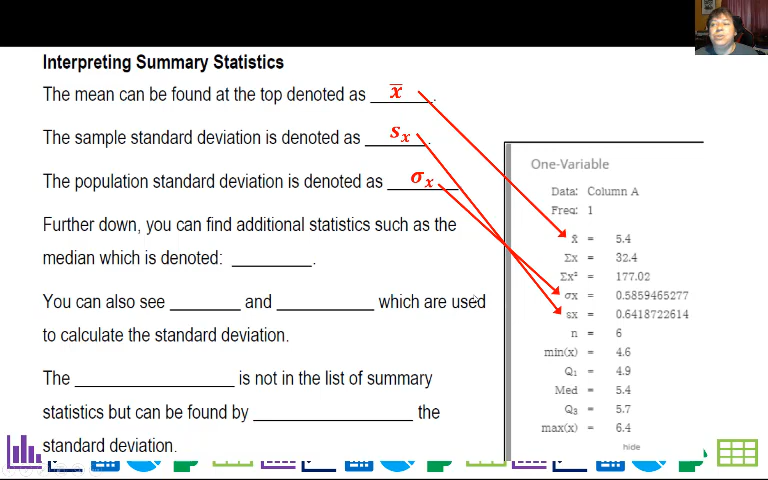 Interpreting Summary Statistics
The mean can be found at the top denoted as x̄.
The sample standard deviation is denoted as sₓ.
The population standard deviation is denoted as σₓ
Further down, you can find additional statistics such as the
median which is denoted: ________.
You can also see ________ and ____________ which are used
to calculate the standard deviation.
The __________________ is not in the list of summary
statistics but can be found by __________________ the
standard deviation.
One-Variable
Data: Column A
Freq: 1
x̄ = 5.4
Σx = 32.4
Σx² = 177.02
σx = 0.5859465277
sx = 0.6418722614
n = 6
min(x) = 4.6
Q₁ = 4.9
Med = 5.4
Q₃ = 5.7
max(x) = 6.4
hide